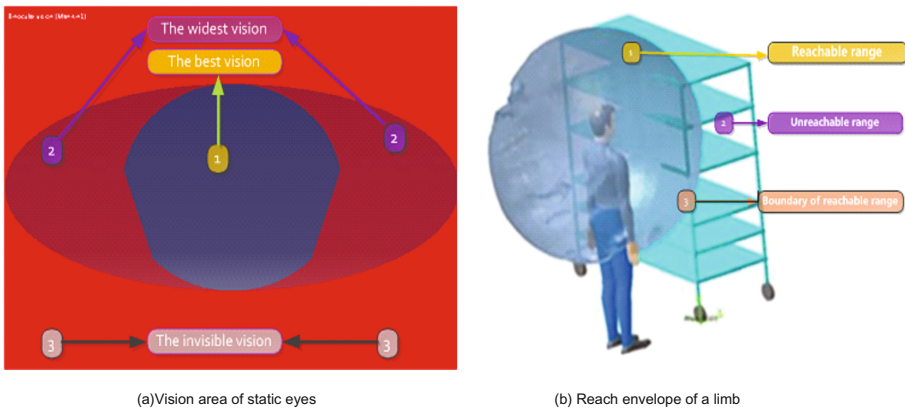 The widest vision
The best vision
2
2
1
3
The invisible vision
3
1
Reachable range
2
Unreachable range
3
Boundary of reachable range
(a)Vision area of static eyes
(b) Reach envelope of a limb